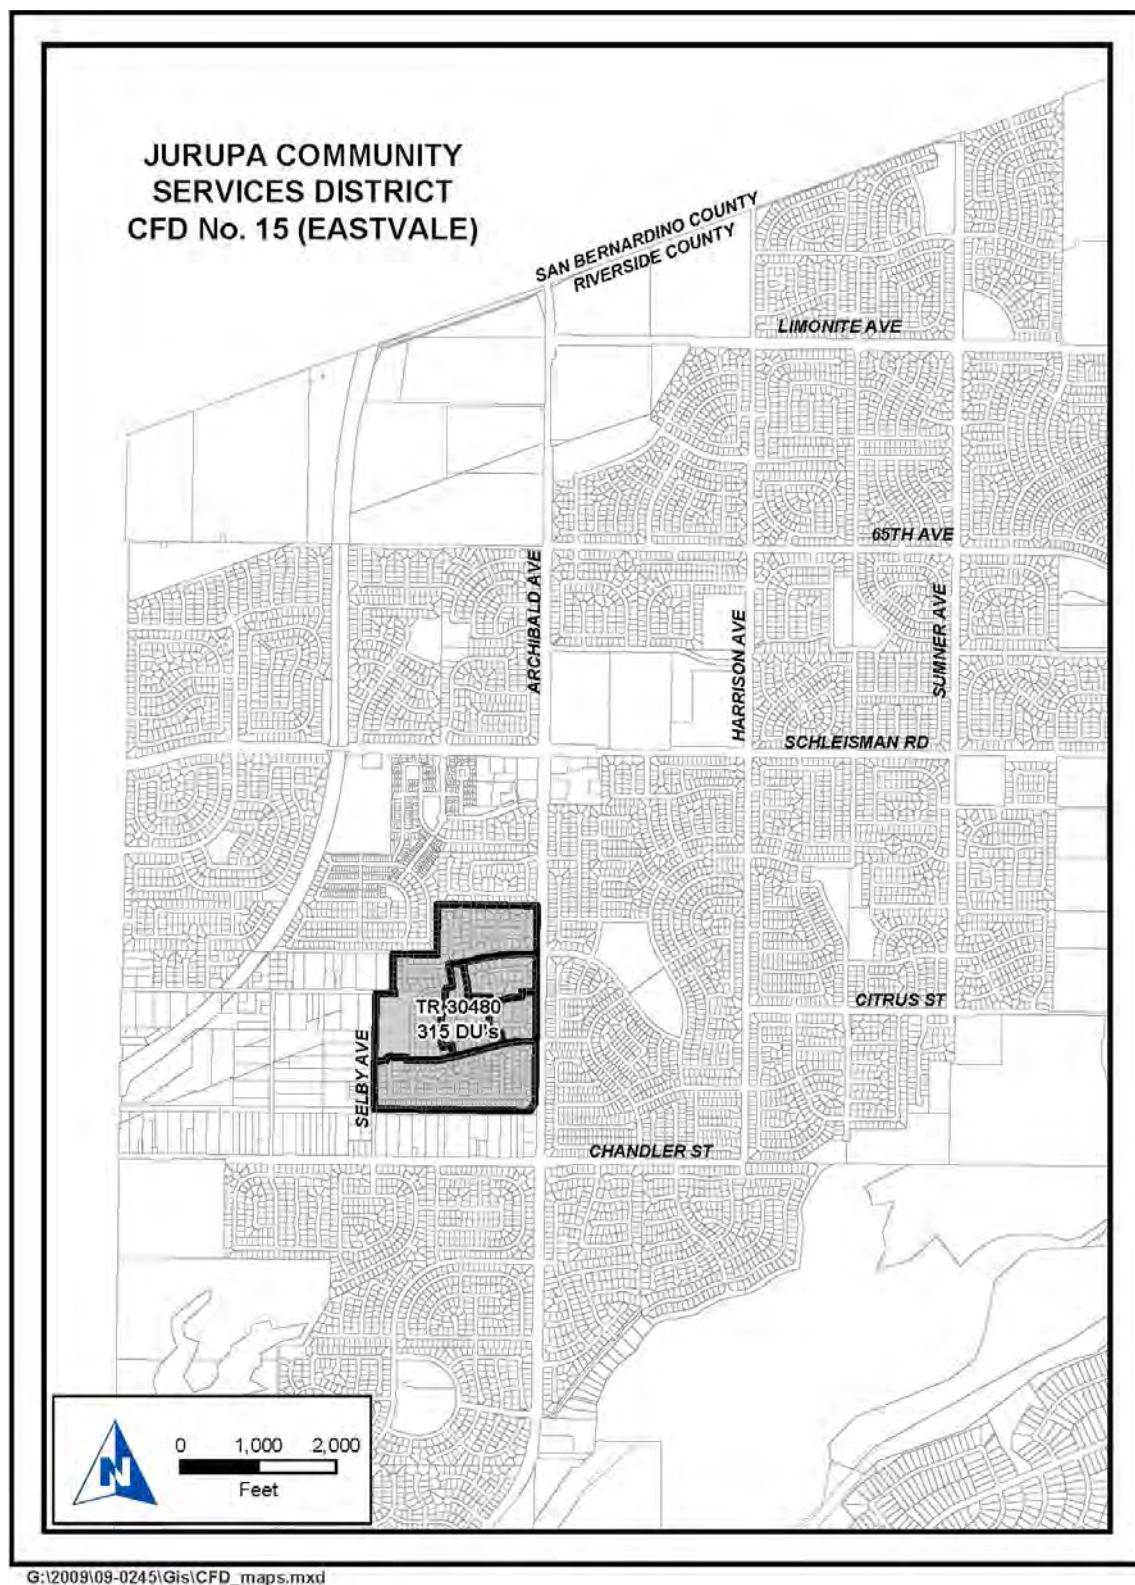 JURUPA COMMUNITY
SERVICES DISTRICT
CFD No. 15 (EASTVALE)
SAN BERNARDINO COUNTY
RIVERSIDE COUNTY
LIMONITE AVE
65TH AVE
ARCHIBALD AVE
HARRISON AVE
SUMNER AVE
SCHLEISMAN RD
TR 30480
315 DU's
CITRUS ST
SELBY AVE
CHANDLER ST
N
0 1,000 2,000
Feet
G:\2009\09-0245\Gis\CFD_maps.mxd